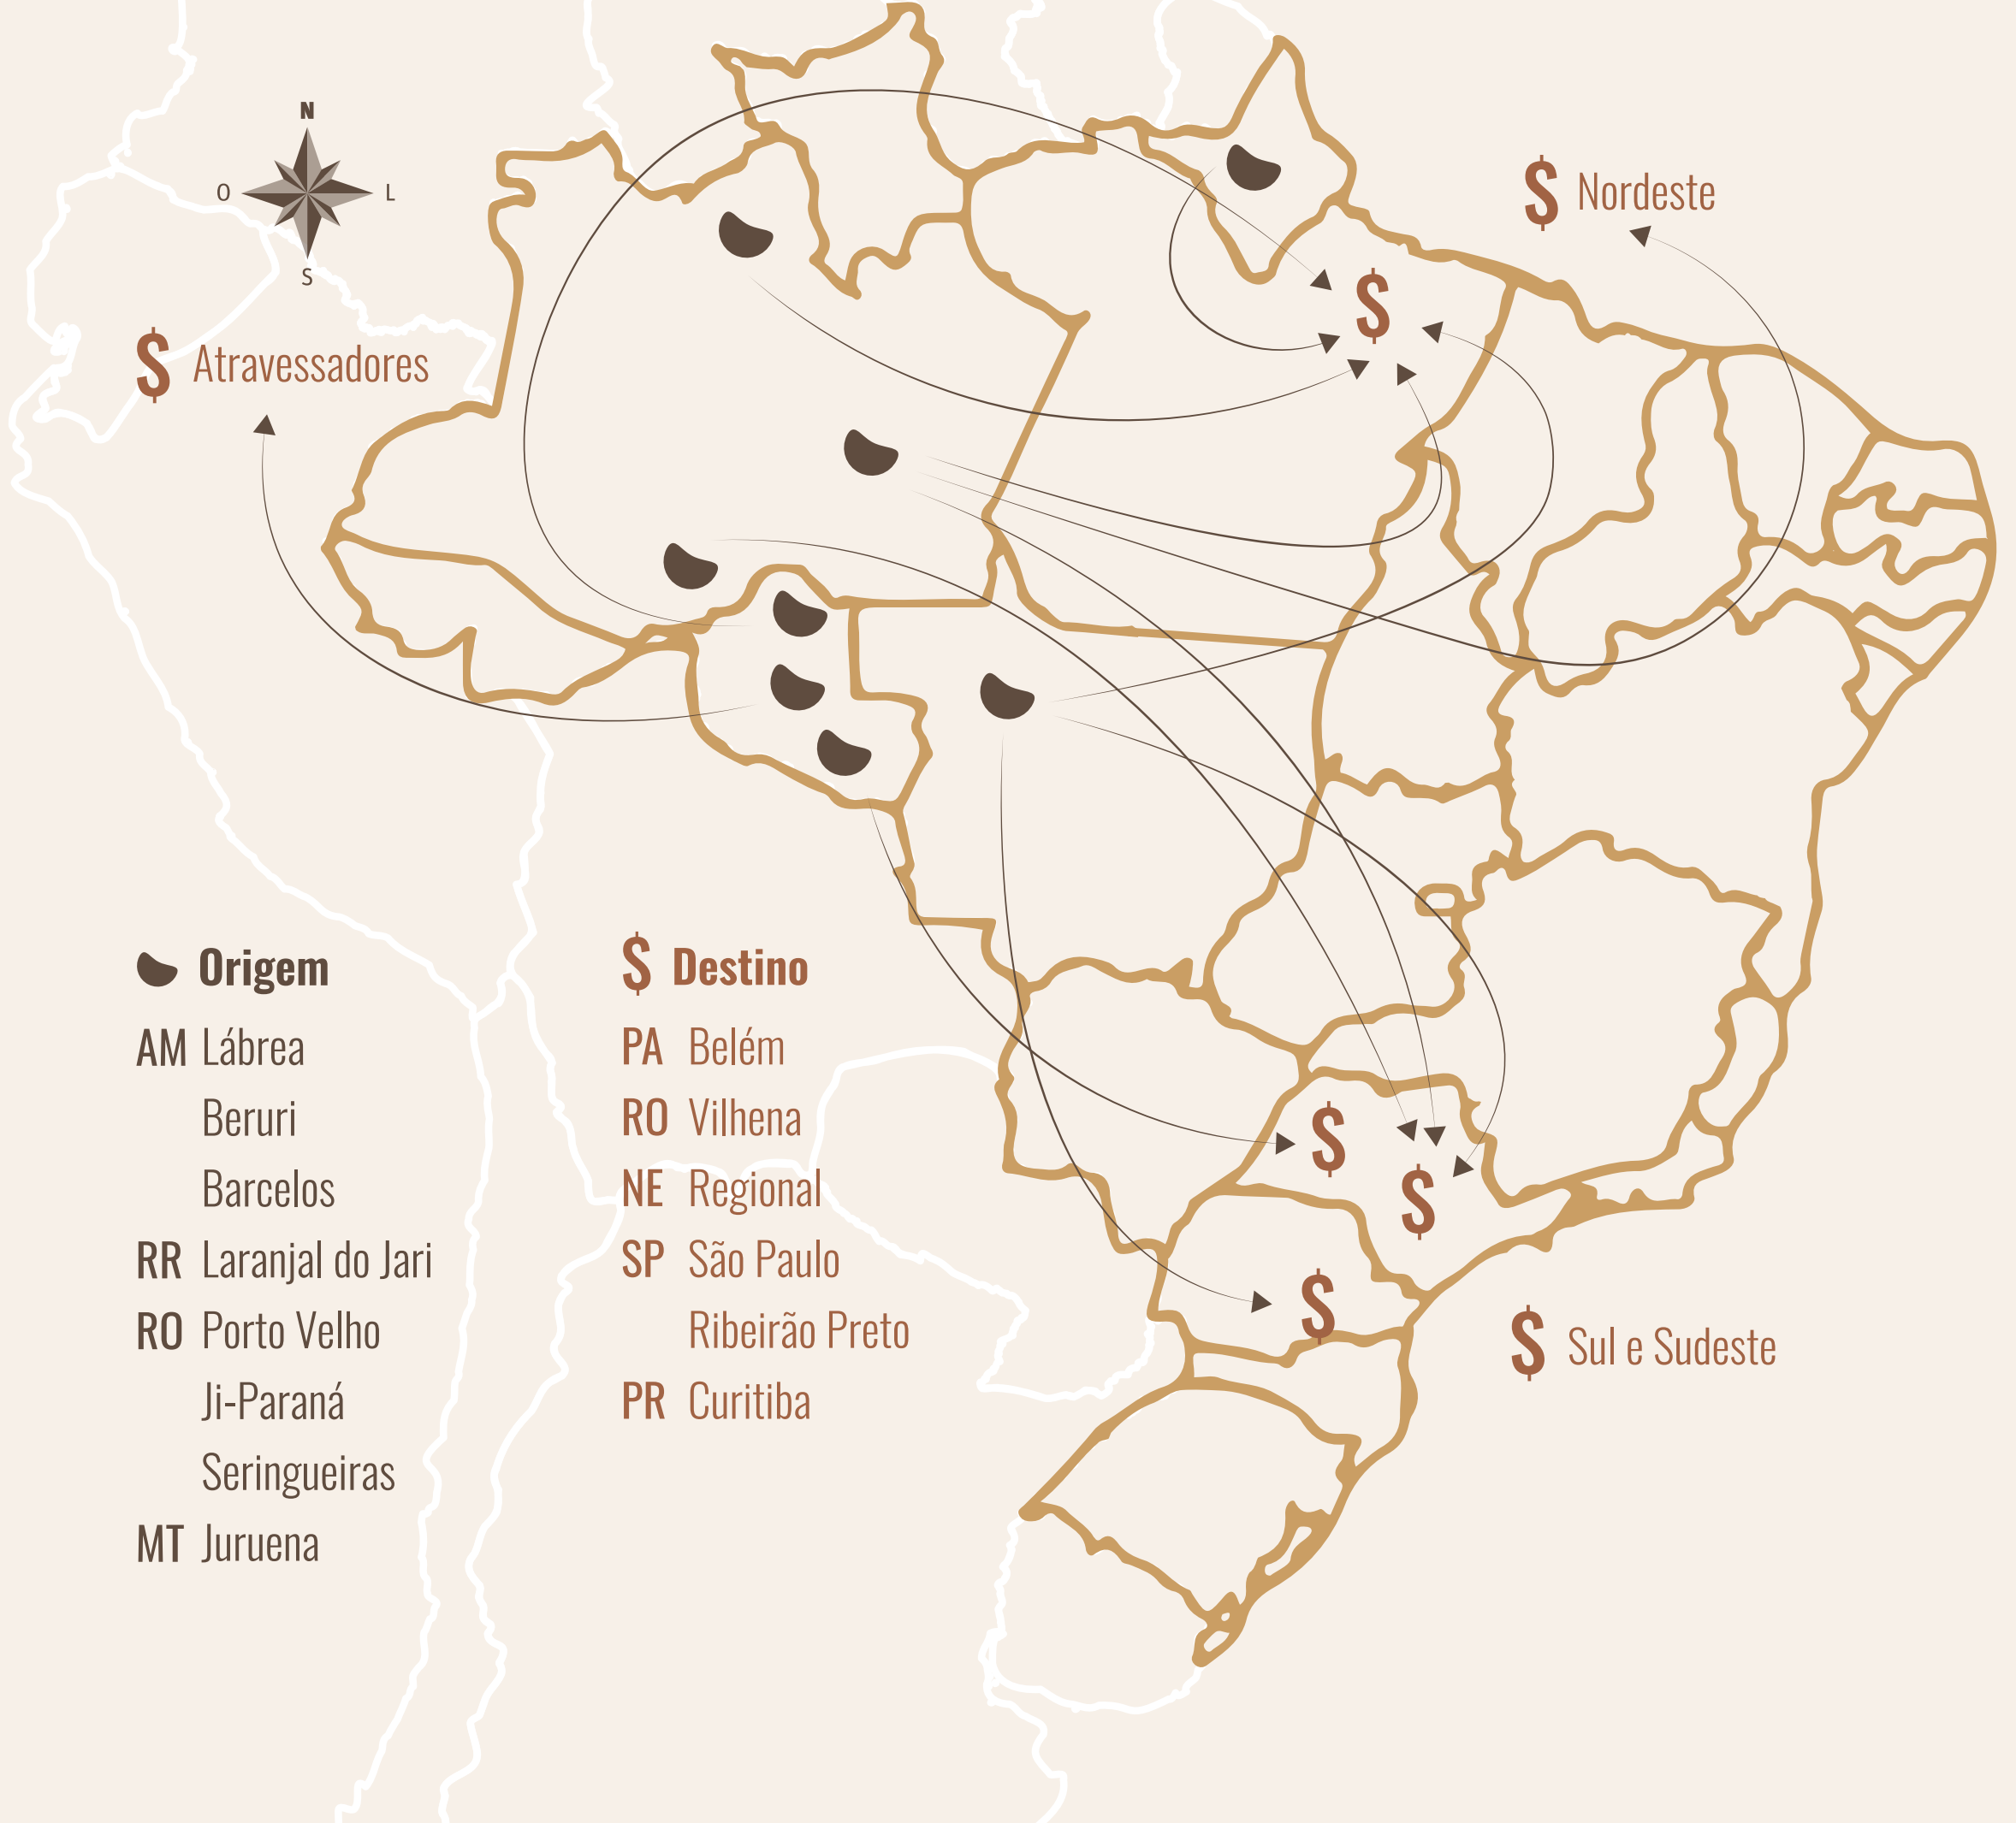 N
O
L
S
$ Nordeste
$
$ Atravessadores
Origem
AM Lábrea
Beruri
Barcelos
RR Laranjal do Jari
RO Porto Velho
Ji-Paraná
Seringueiras
MT Juruena
$ Destino
PA Belém
RO Vilhena
NE Regional
SP São Paulo
Ribeirão Preto
PR Curitiba
$
$
$
$ Sul e Sudeste